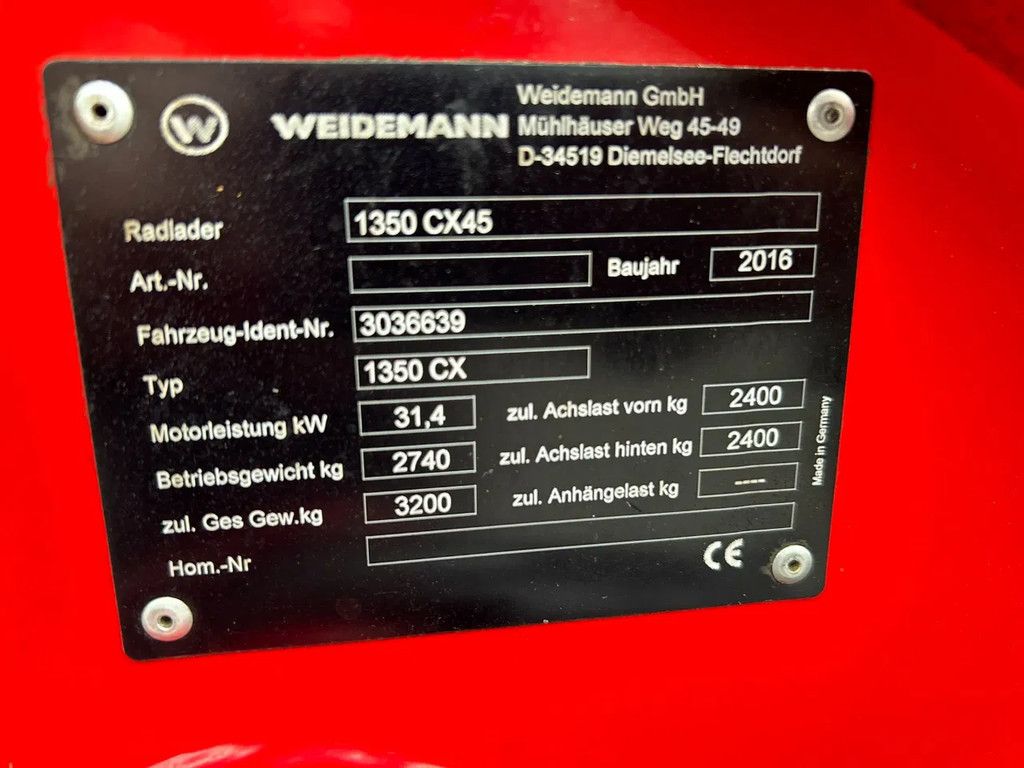 W WEIDEMANN
Weidemann GmbH
Mühlhäuser Weg 45-49
D-34519 Diemelsee-Flechtdorf
Radlader 1350 CX45
Art.-Nr. Baujahr 2016
Fahrzeug-Ident-Nr. 3036639
Typ 1350 CX
Motorleistung kW 31,4 zul. Achslast vorn kg 2400
Betriebsgewicht kg 2740 zul. Achslast hinten kg 2400
zul. Ges Gew.kg 3200 zul. Anhängelast kg ----
Hom.-Nr
CE
Made in Germany